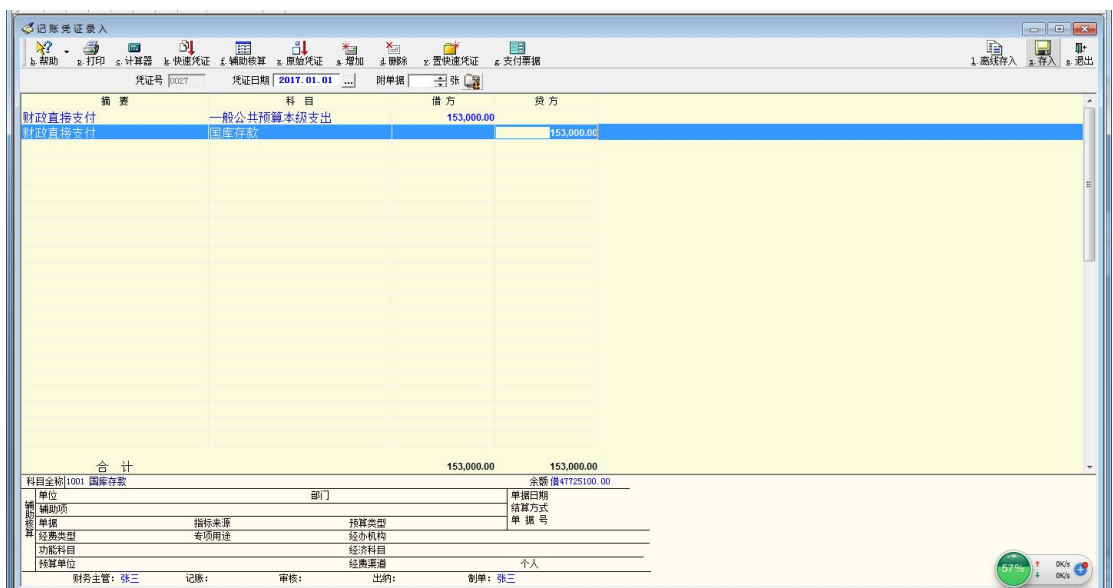 记账凭证录入
h.帮助 p.打印 c.计算器 k.快速凭证 f.辅助核算 x.原始凭证 a.增加 d.删除 z.置快速凭证 g.支付票据 l.离线存入 s.存入 s.退出
凭证号 0027 凭证日期 2017.01.01 ... 附单据 张
摘 要 科 目 借 方 贷 方
财政直接支付 一般公共预算本级支出 153,000.00
财政直接支付 国库存款 153,000.00
合 计 153,000.00 153,000.00
科目全称 1001 国库存款 余额 借47725100.00
辅助核算
单位 部门 单据日期
辅助项 结算方式
单据 指标来源 预算类型 单 据 号
经费类型 专项用途 经办机构
功能科目 经济科目
预算单位 经费渠道 个人
财务主管: 张三 记账: 审核: 出纳: 制单: 张三
57% 0K/s
0K/s